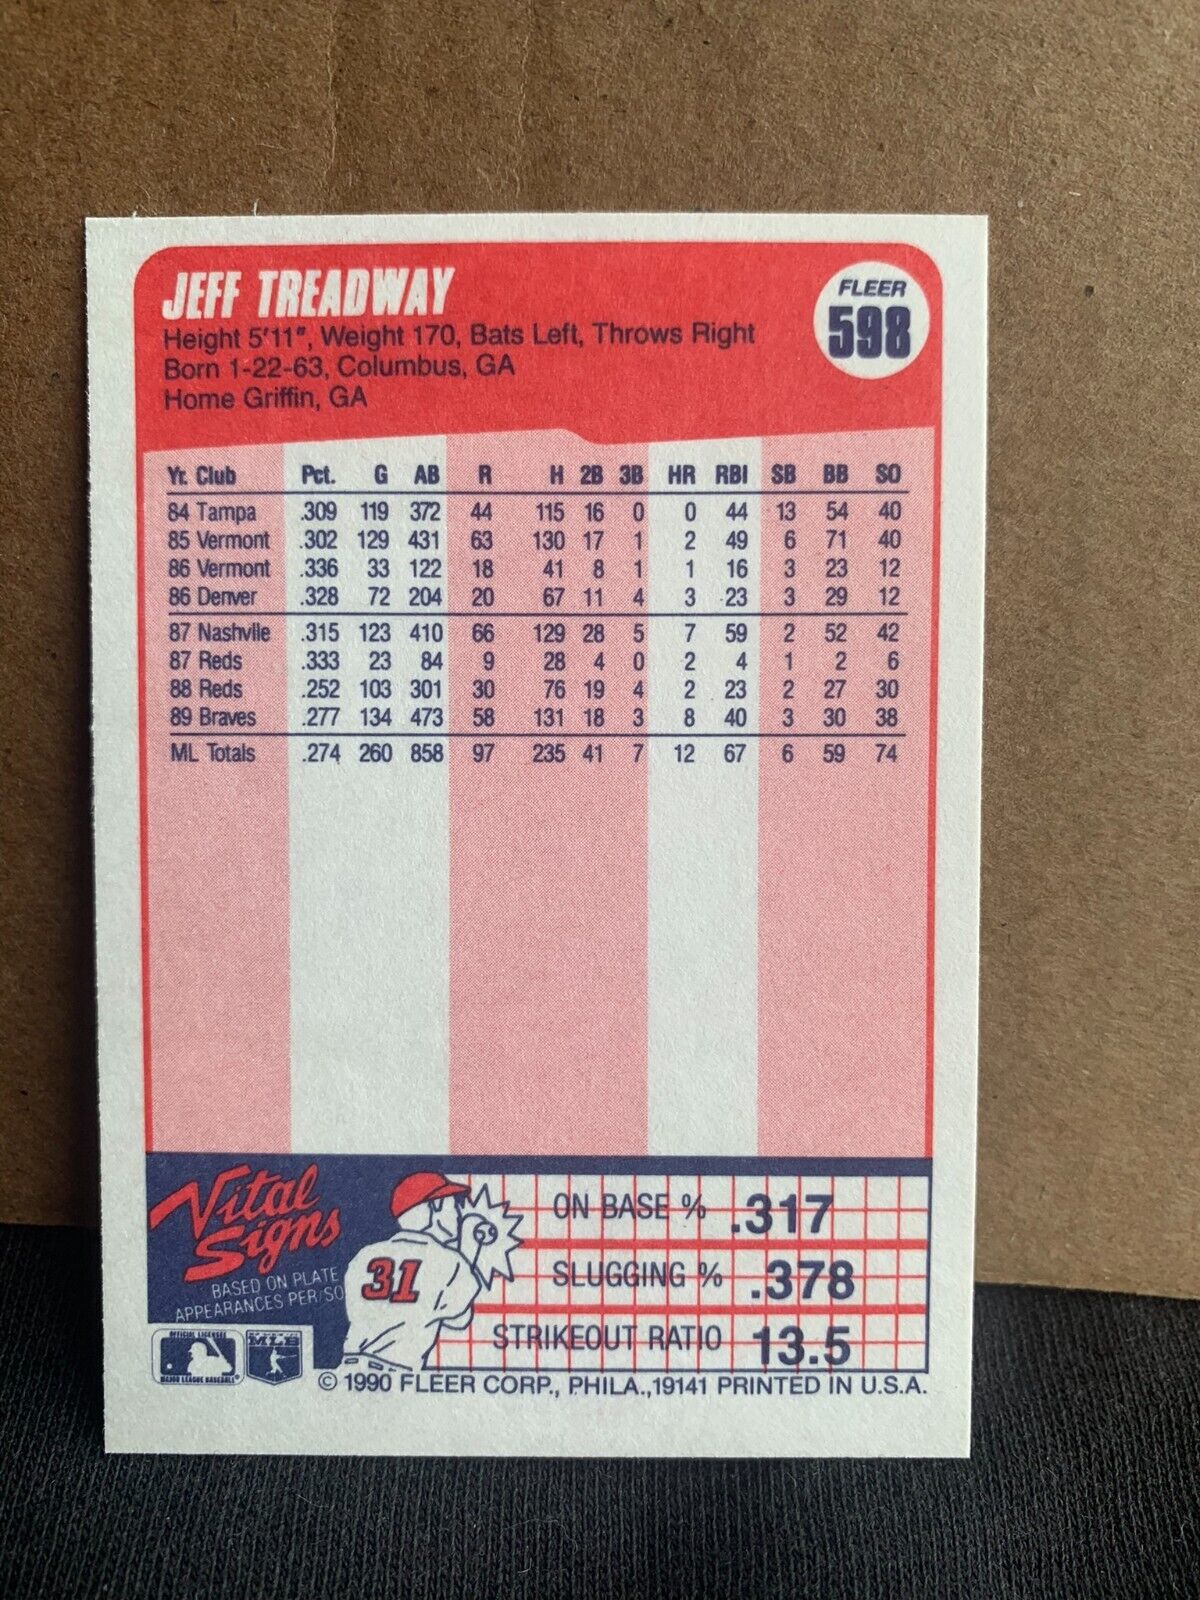 JEFF TREADWAY
Height 5'11", Weight 170, Bats Left, Throws Right
Born 1-22-63, Columbus, GA
Home Griffin, GA
FLEER
598
Yr. Club Pct. G AB R H 2B 3B HR RBI SB BB SO
84 Tampa .309 119 372 44 115 16 0 0 44 13 54 40
85 Vermont .302 129 431 63 130 17 1 2 49 6 71 40
86 Vermont .336 33 122 18 41 8 1 1 16 3 23 12
86 Denver .328 72 204 20 67 11 4 3 23 3 29 12
87 Nashvlle .315 123 410 66 129 28 5 7 59 2 52 42
87 Reds .333 23 84 9 28 4 0 2 4 1 2 6
88 Reds .252 103 301 30 76 19 4 2 23 2 27 30
89 Braves .277 134 473 58 131 18 3 8 40 3 30 38
ML Totals .274 260 858 97 235 41 7 12 67 6 59 74
Vital
Signs
BASED ON PLATE
APPEARANCES PER/SO
31
ON BASE % .317
SLUGGING % .378
STRIKEOUT RATIO 13.5
OFFICIAL LICENSEE
MAJOR LEAGUE BASEBALL
MLB
© 1990 FLEER CORP., PHILA.,19141 PRINTED IN U.S.A.